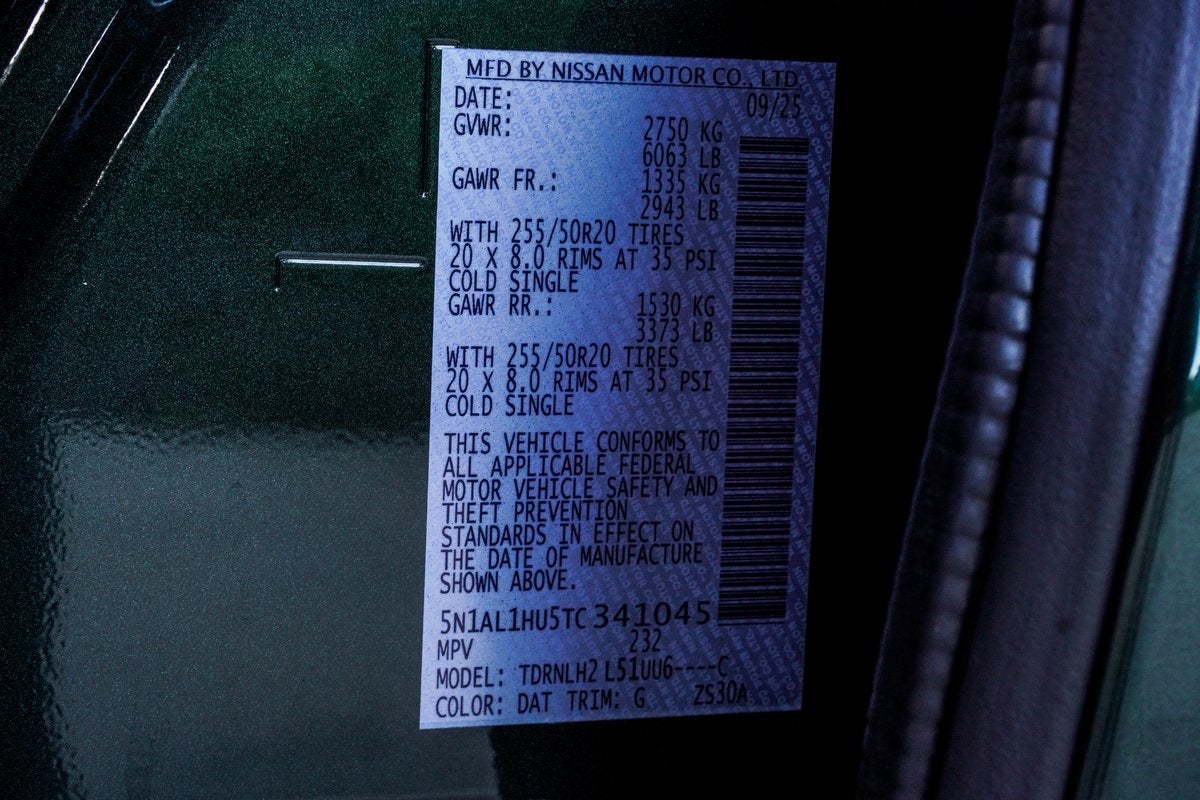 MFD BY NISSAN MOTOR CO., LTD
DATE: 09/25
GVWR: 2750 KG
6063 LB
GAWR FR.: 1335 KG
2943 LB
WITH 255/50R20 TIRES
20 X 8.0 RIMS AT 35 PSI
COLD SINGLE
GAWR RR.: 1530 KG
3373 LB
WITH 255/50R20 TIRES
20 X 8.0 RIMS AT 35 PSI
COLD SINGLE
THIS VEHICLE CONFORMS TO
ALL APPLICABLE FEDERAL
MOTOR VEHICLE SAFETY AND
THEFT PREVENTION
STANDARDS IN EFFECT ON
THE DATE OF MANUFACTURE
SHOWN ABOVE.
5N1AL1HU5TC341045
MPV 232
MODEL: TDRNLH2 L51UU6----C
COLOR: DAT TRIM: G ZS30A